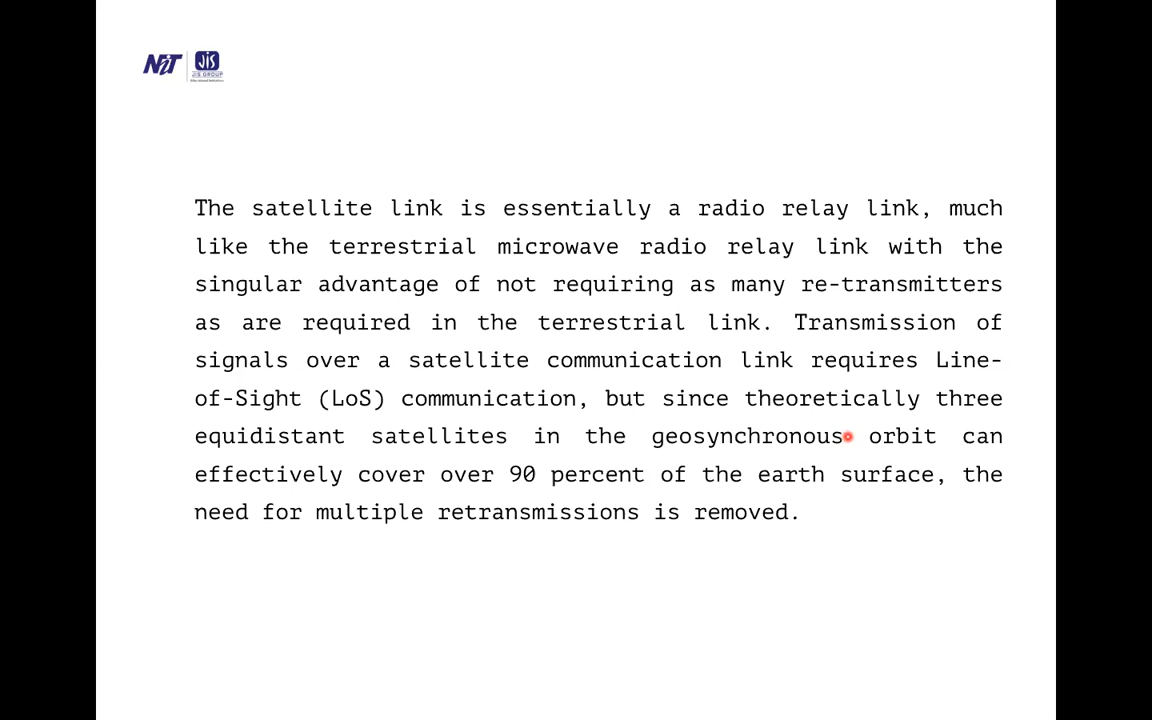 NiT
JIS
JIS GROUP
Educational Initiatives
The satellite link is essentially a radio relay link, much
like the terrestrial microwave radio relay link with the
singular advantage of not requiring as many re-transmitters
as are required in the terrestrial link. Transmission of
signals over a satellite communication link requires Line-
of-Sight (LoS) communication, but since theoretically three
equidistant satellites in the geosynchronous orbit can
effectively cover over 90 percent of the earth surface, the
need for multiple retransmissions is removed.